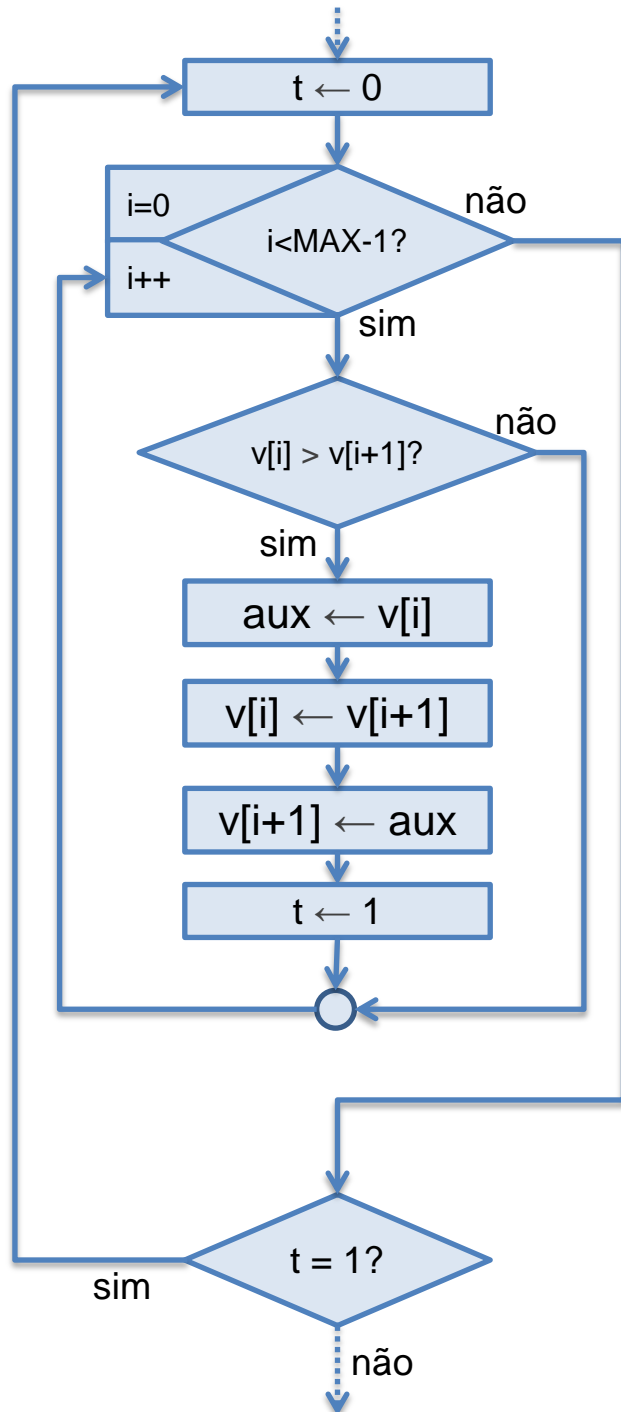 t ← 0
i=0
i<MAX-1?
não
i++
sim
v[i] > v[i+1]?
não
sim
aux ← v[i]
v[i] ← v[i+1]
v[i+1] ← aux
t ← 1
t = 1?
sim
não